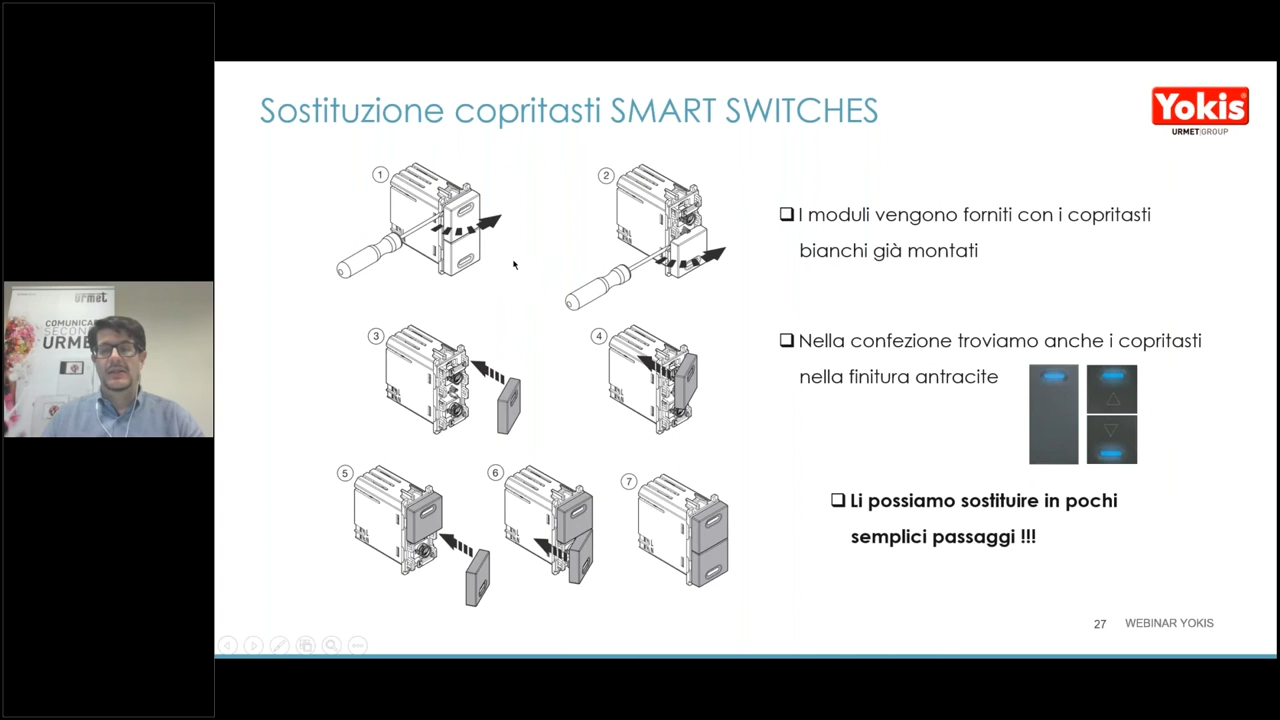 Sostituzione copritasti SMART SWITCHES
Yokis
URMET|GROUP
1
2
❑ I moduli vengono forniti con i copritasti
bianchi già montati
3
4
❑ Nella confezione troviamo anche i copritasti
nella finitura antracite
5
6
7
❑ Li possiamo sostituire in pochi
semplici passaggi !!!
27 WEBINAR YOKIS
urmet
COMUNICA
SECON
URME